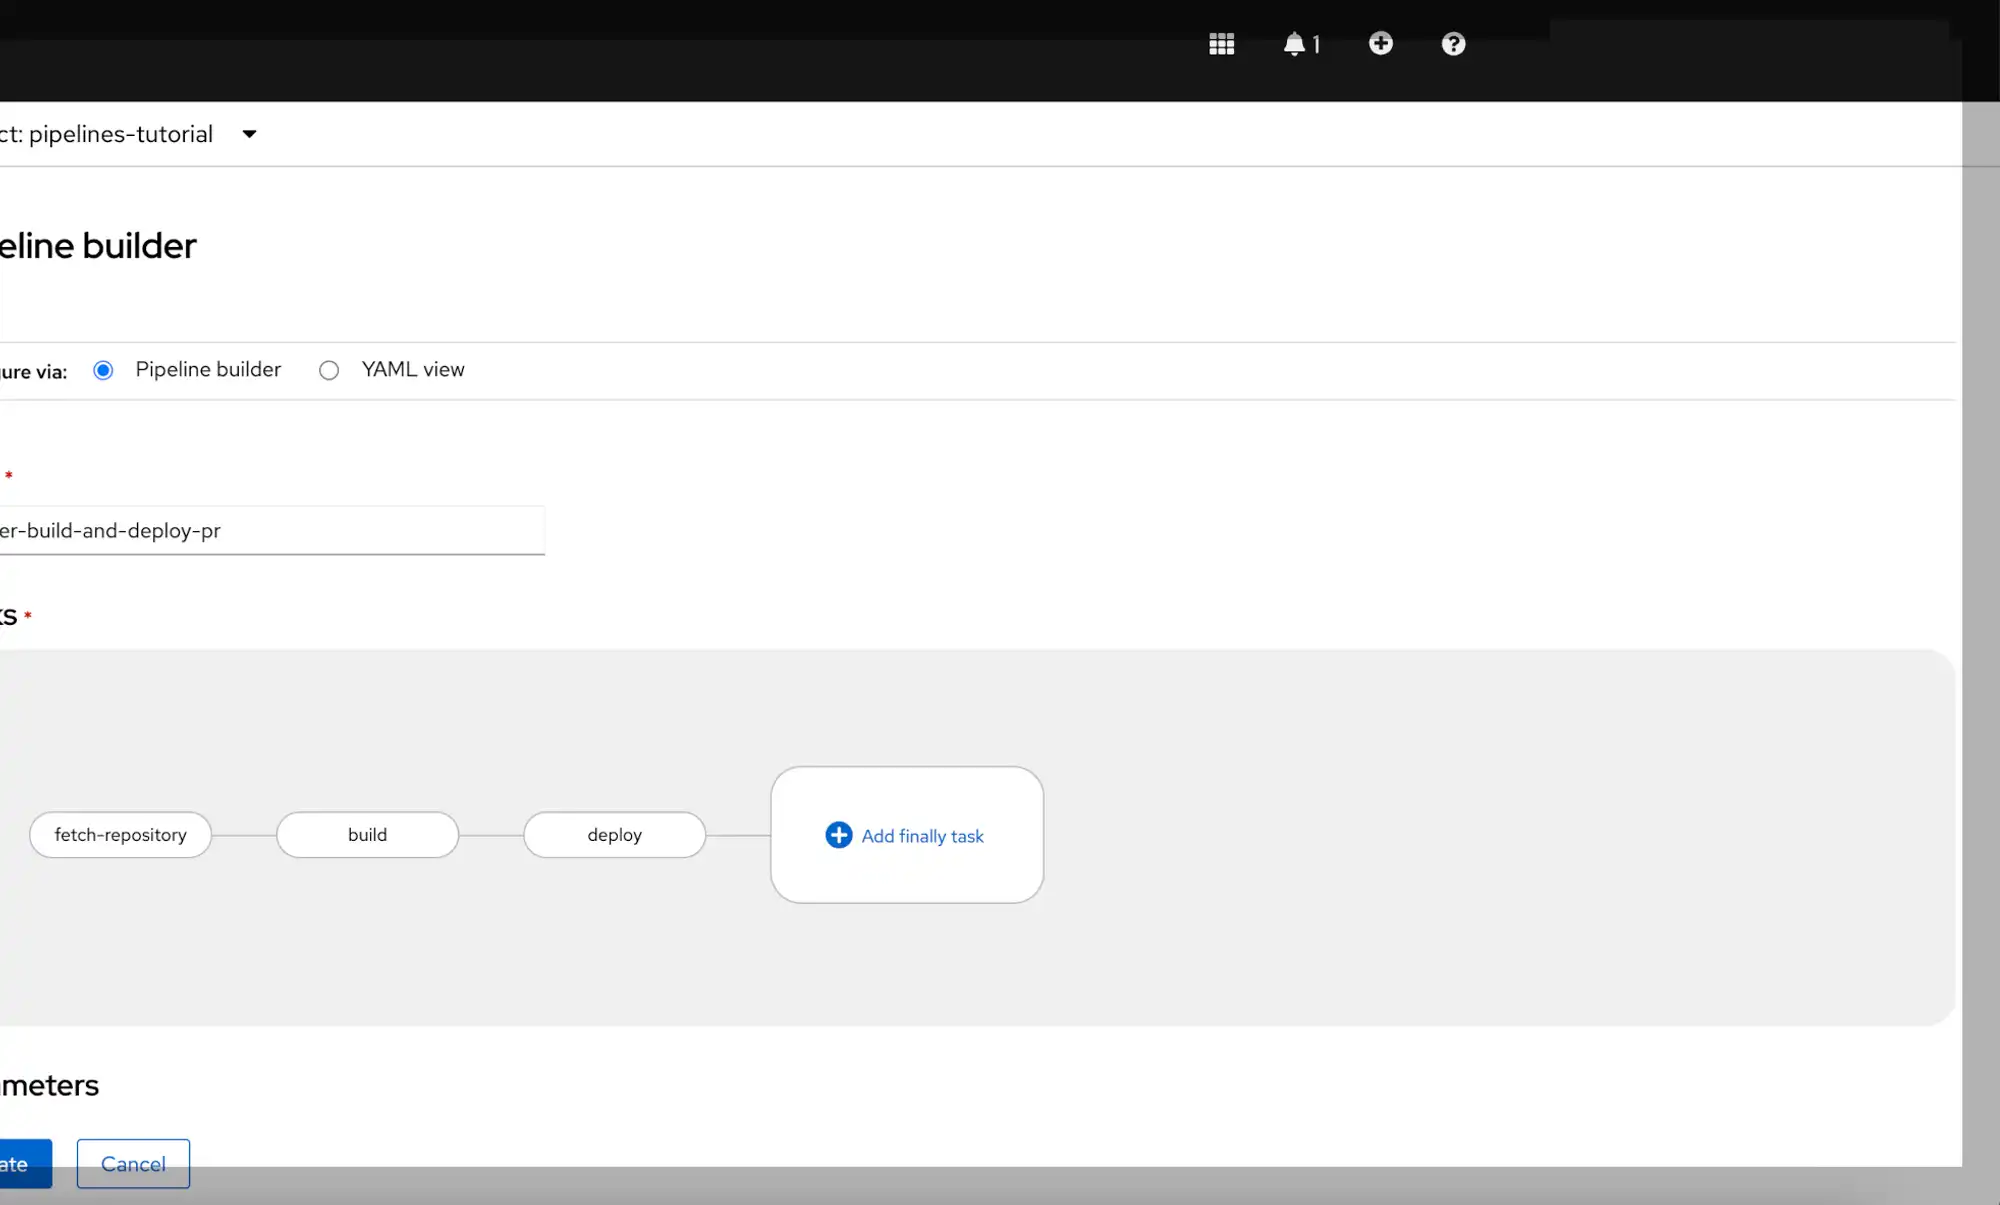 1
ct: pipelines-tutorial
eline builder
ure via: Pipeline builder YAML view
*
er-build-and-deploy-pr
ks *
fetch-repository build deploy Add finally task
meters
ate Cancel